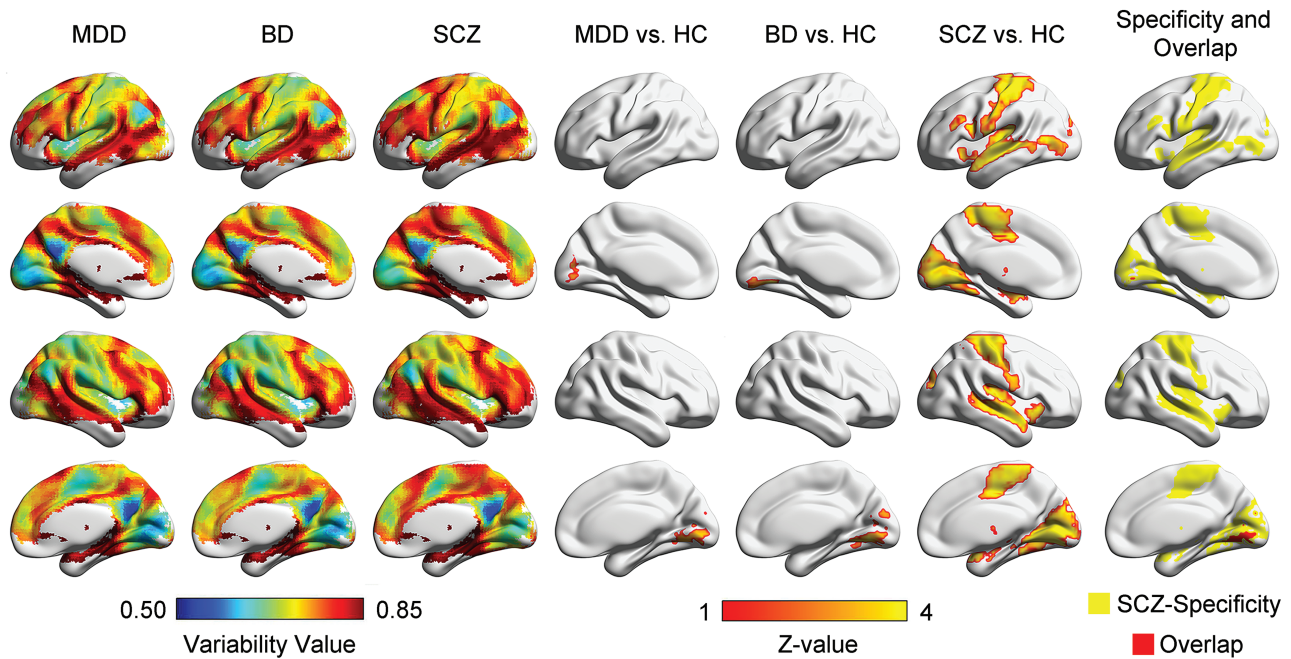 MDD
BD
SCZ
MDD vs. HC
BD vs. HC
SCZ vs. HC
Specificity and
Overlap
0.50
0.85
Variability Value
1
4
Z-value
SCZ-Specificity
Overlap